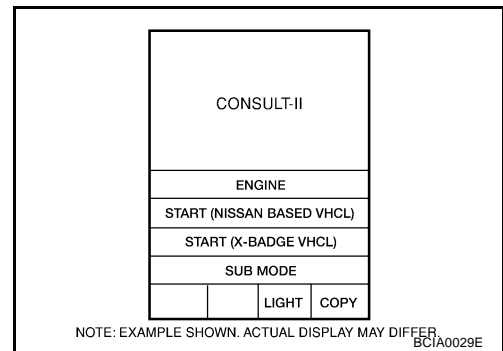 CONSULT-II
ENGINE
START (NISSAN BASED VHCL)
START (X-BADGE VHCL)
SUB MODE
LIGHT COPY
NOTE: EXAMPLE SHOWN. ACTUAL DISPLAY MAY DIFFER.
BCIA0029E